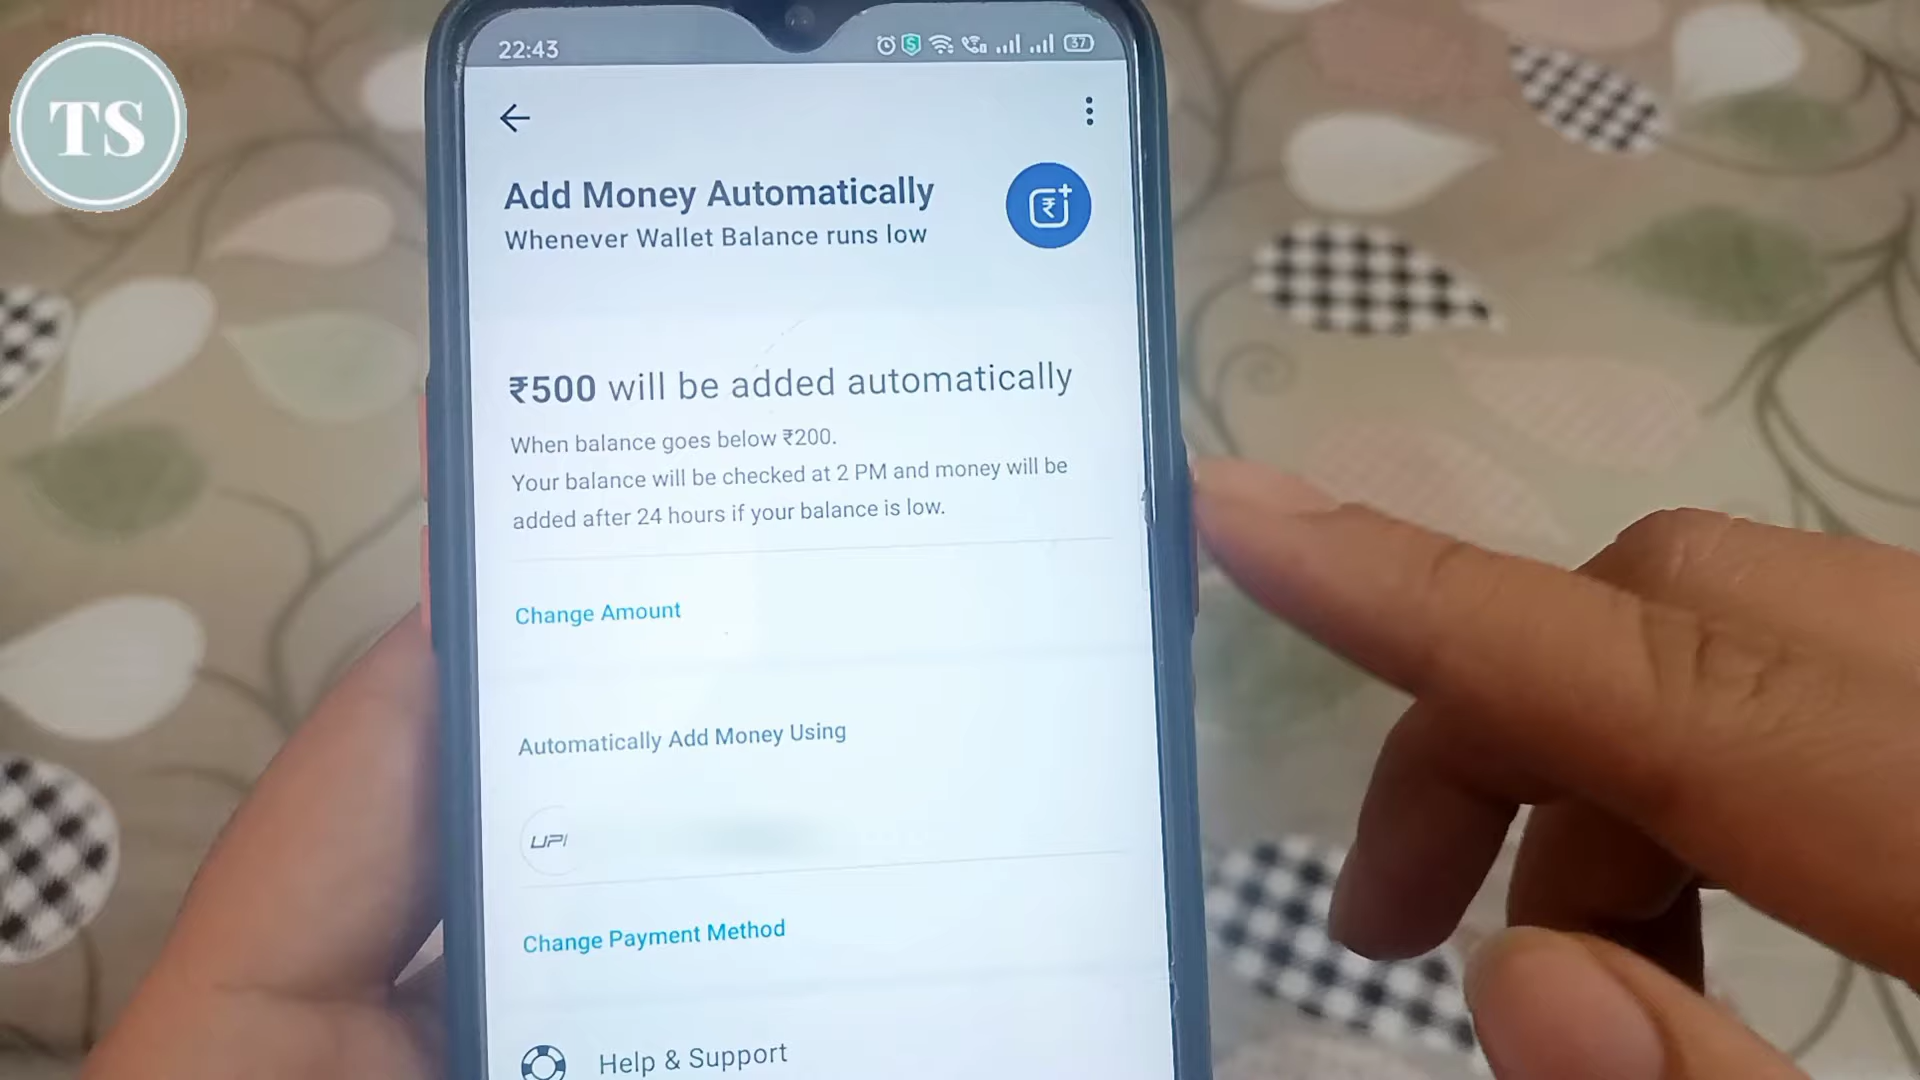 TS
22:43
37
Add Money Automatically
Whenever Wallet Balance runs low
₹500 will be added automatically
When balance goes below ₹200.
Your balance will be checked at 2 PM and money will be
added after 24 hours if your balance is low.
Change Amount
Automatically Add Money Using
UPI
Change Payment Method
Help & Support